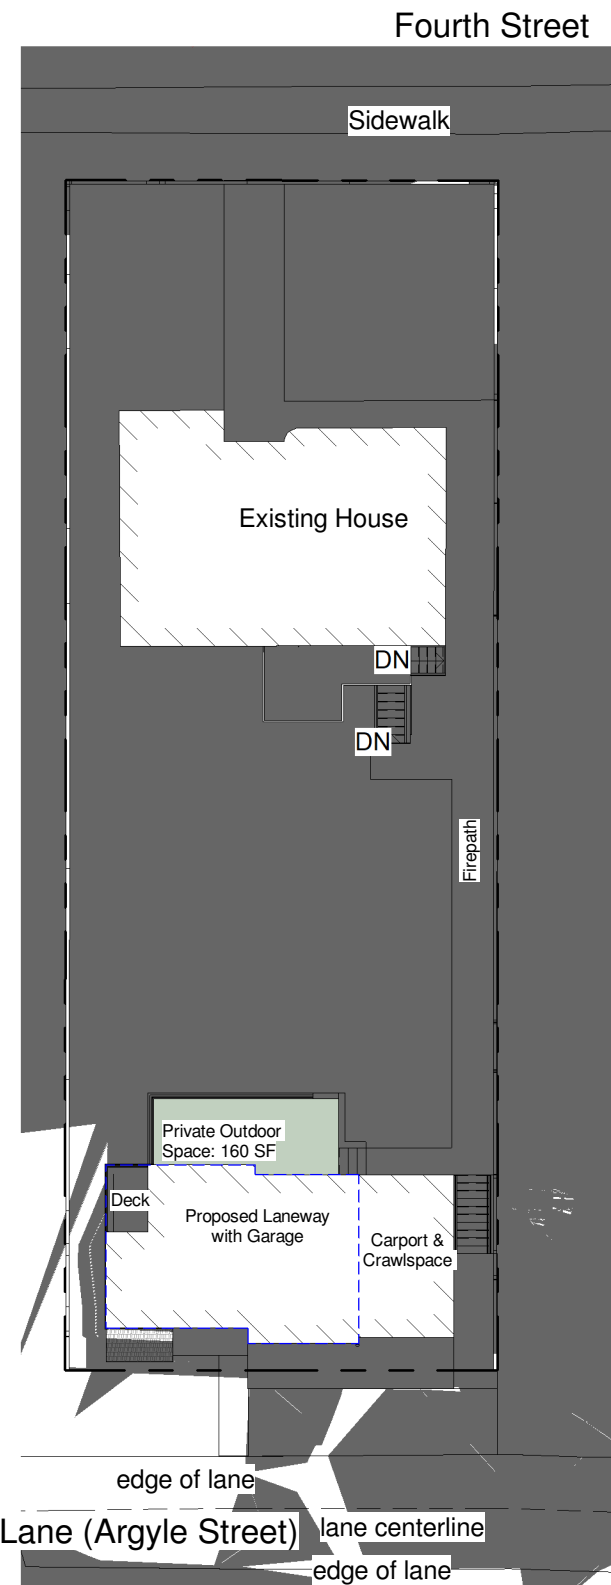 Fourth Street
Sidewalk
Existing House
DN
DN
Firepath
Private Outdoor
Space: 160 SF
Deck
Proposed Laneway
with Garage
Carport &
Crawlspace
edge of lane
Lane (Argyle Street)
lane centerline
edge of lane